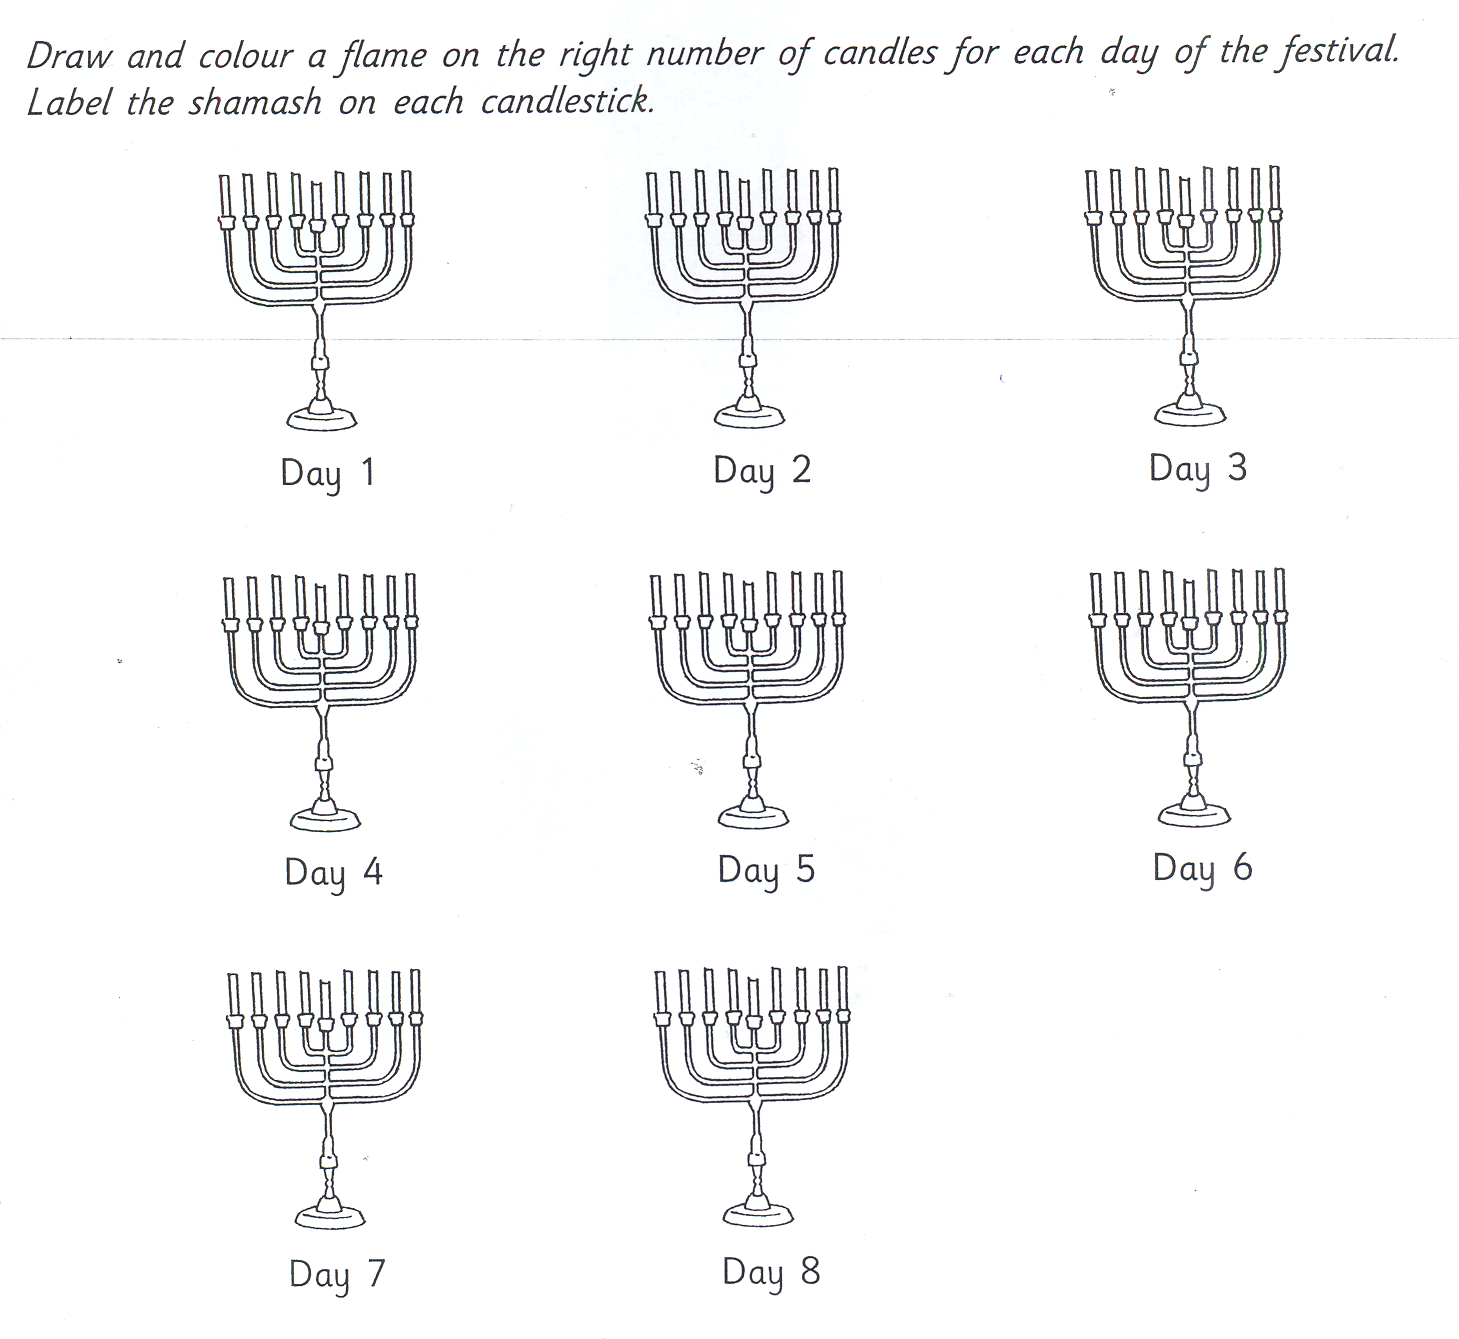 Draw and colour a flame on the right number of candles for each day of the festival.
Label the shamash on each candlestick.
Day 1
Day 2
Day 3
Day 4
Day 5
Day 6
Day 7
Day 8